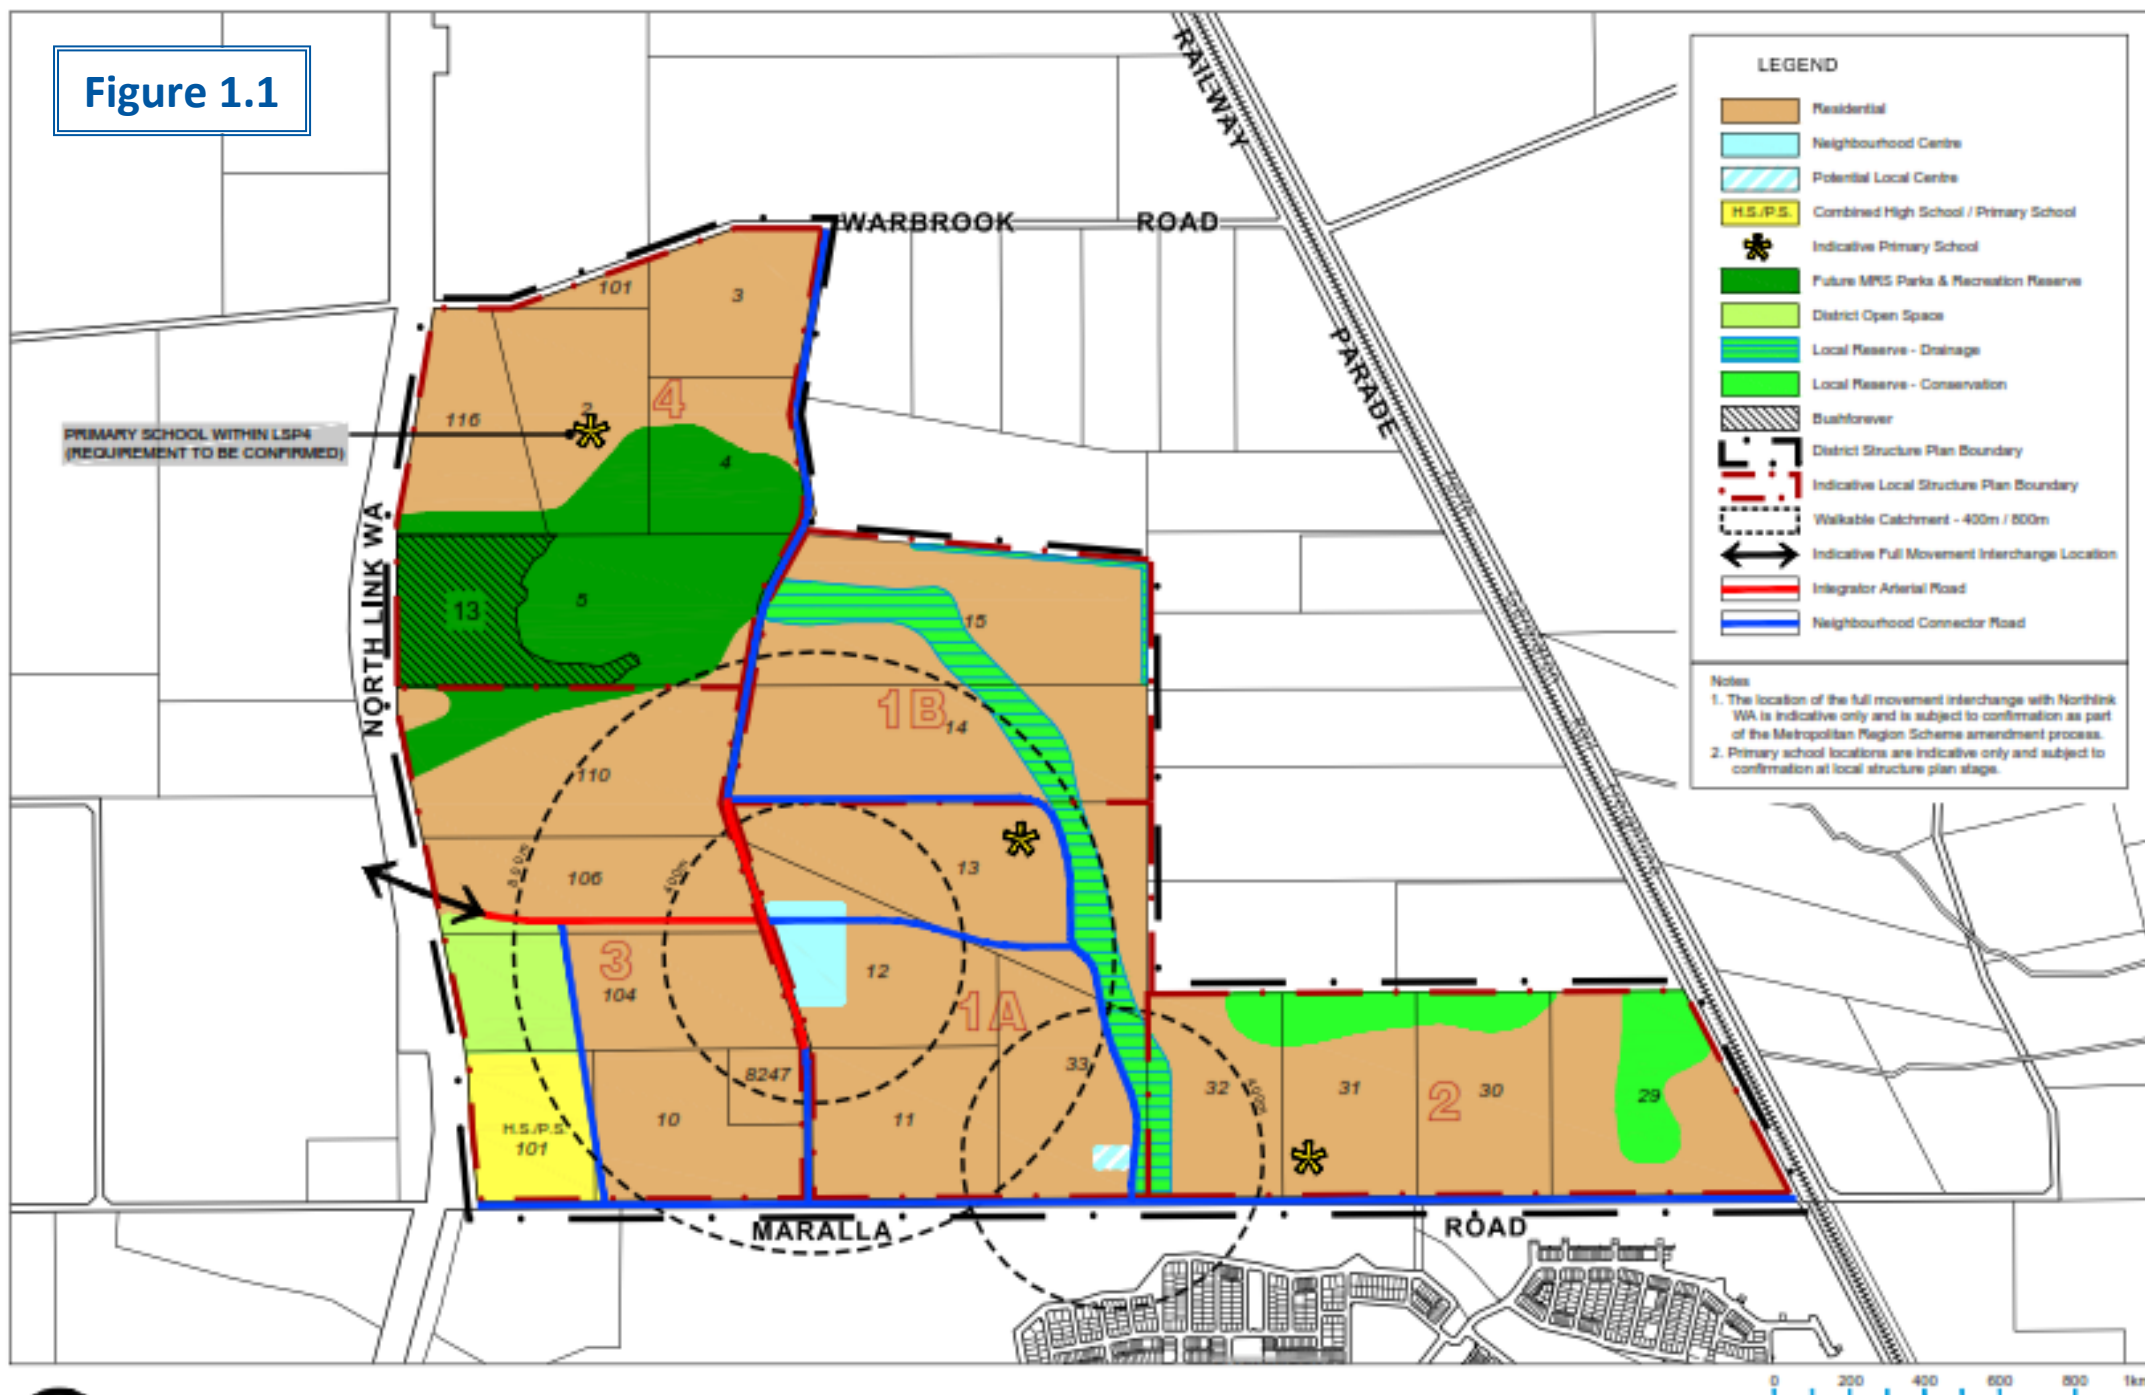 Figure 1.1
LEGEND
Residential
Neighbourhood Centre
Potential Local Centre
H.S./P.S. Combined High School / Primary School
Indicative Primary School
Future MRS Parks & Recreation Reserve
District Open Space
Local Reserve - Drainage
Local Reserve - Conservation
Bushforever
District Structure Plan Boundary
Indicative Local Structure Plan Boundary
Walkable Catchment - 400m / 800m
Indicative Full Movement Interchange Location
Integrator Arterial Road
Neighbourhood Connector Road
Notes
1. The location of the full movement interchange with Northlink
WA is indicative only and is subject to confirmation as part
of the Metropolitan Region Scheme amendment process.
2. Primary school locations are indicative only and subject to
confirmation at local structure plan stage.
RAILWAY
PARADE
WARBROOK ROAD
101
3
4
2
116
PRIMARY SCHOOL WITHIN LSP4
(REQUIREMENT TO BE CONFIRMED)
4
NORTH LINK WA
13
5
15
1B
14
110
800m
400m
13
106
3
104
12
1A
33
8247
10
11
H.S./P.S.
101
32
400m
31
2
30
29
MARALLA ROAD
0 200 400 600 800